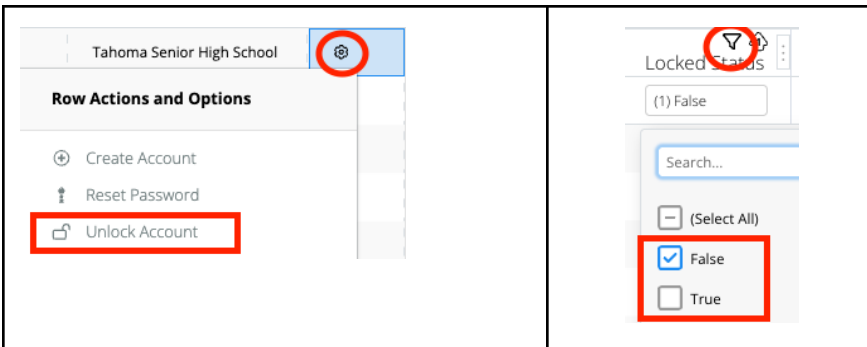 Tahoma Senior High School
Row Actions and Options
Create Account
Reset Password
Unlock Account
Locked Status
(1) False
Search...
(Select All)
False
True